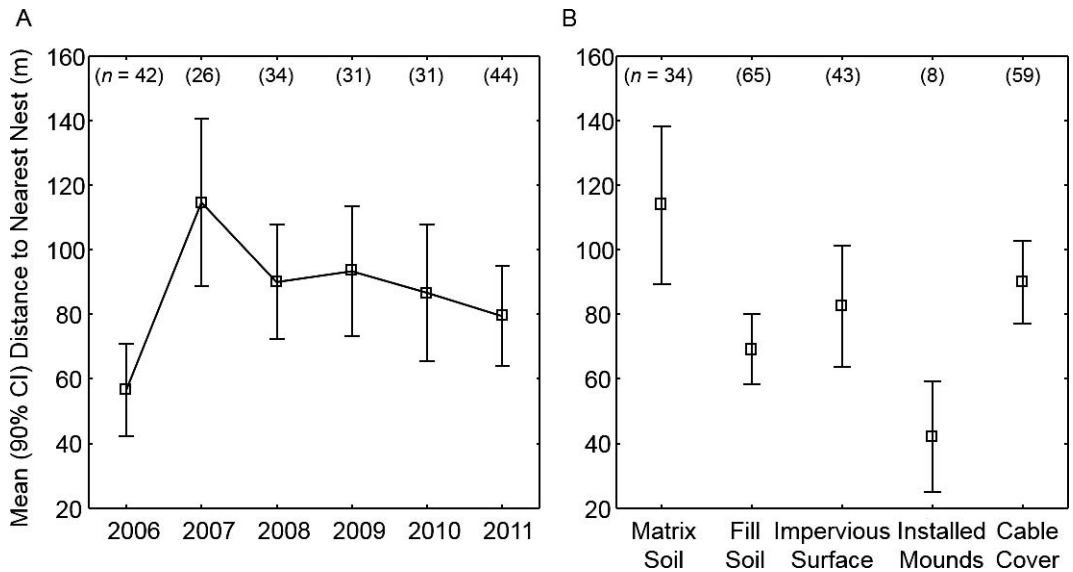 A
B
Mean (90% CI) Distance to Nearest Nest (m)
160
140
120
100
80
60
40
20
(n = 42) (26) (34) (31) (31) (44)
2006 2007 2008 2009 2010 2011
160
140
120
100
80
60
40
20
(n = 34) (65) (43) (8) (59)
Matrix Fill Impervious Installed Cable
Soil Soil Surface Mounds Cover